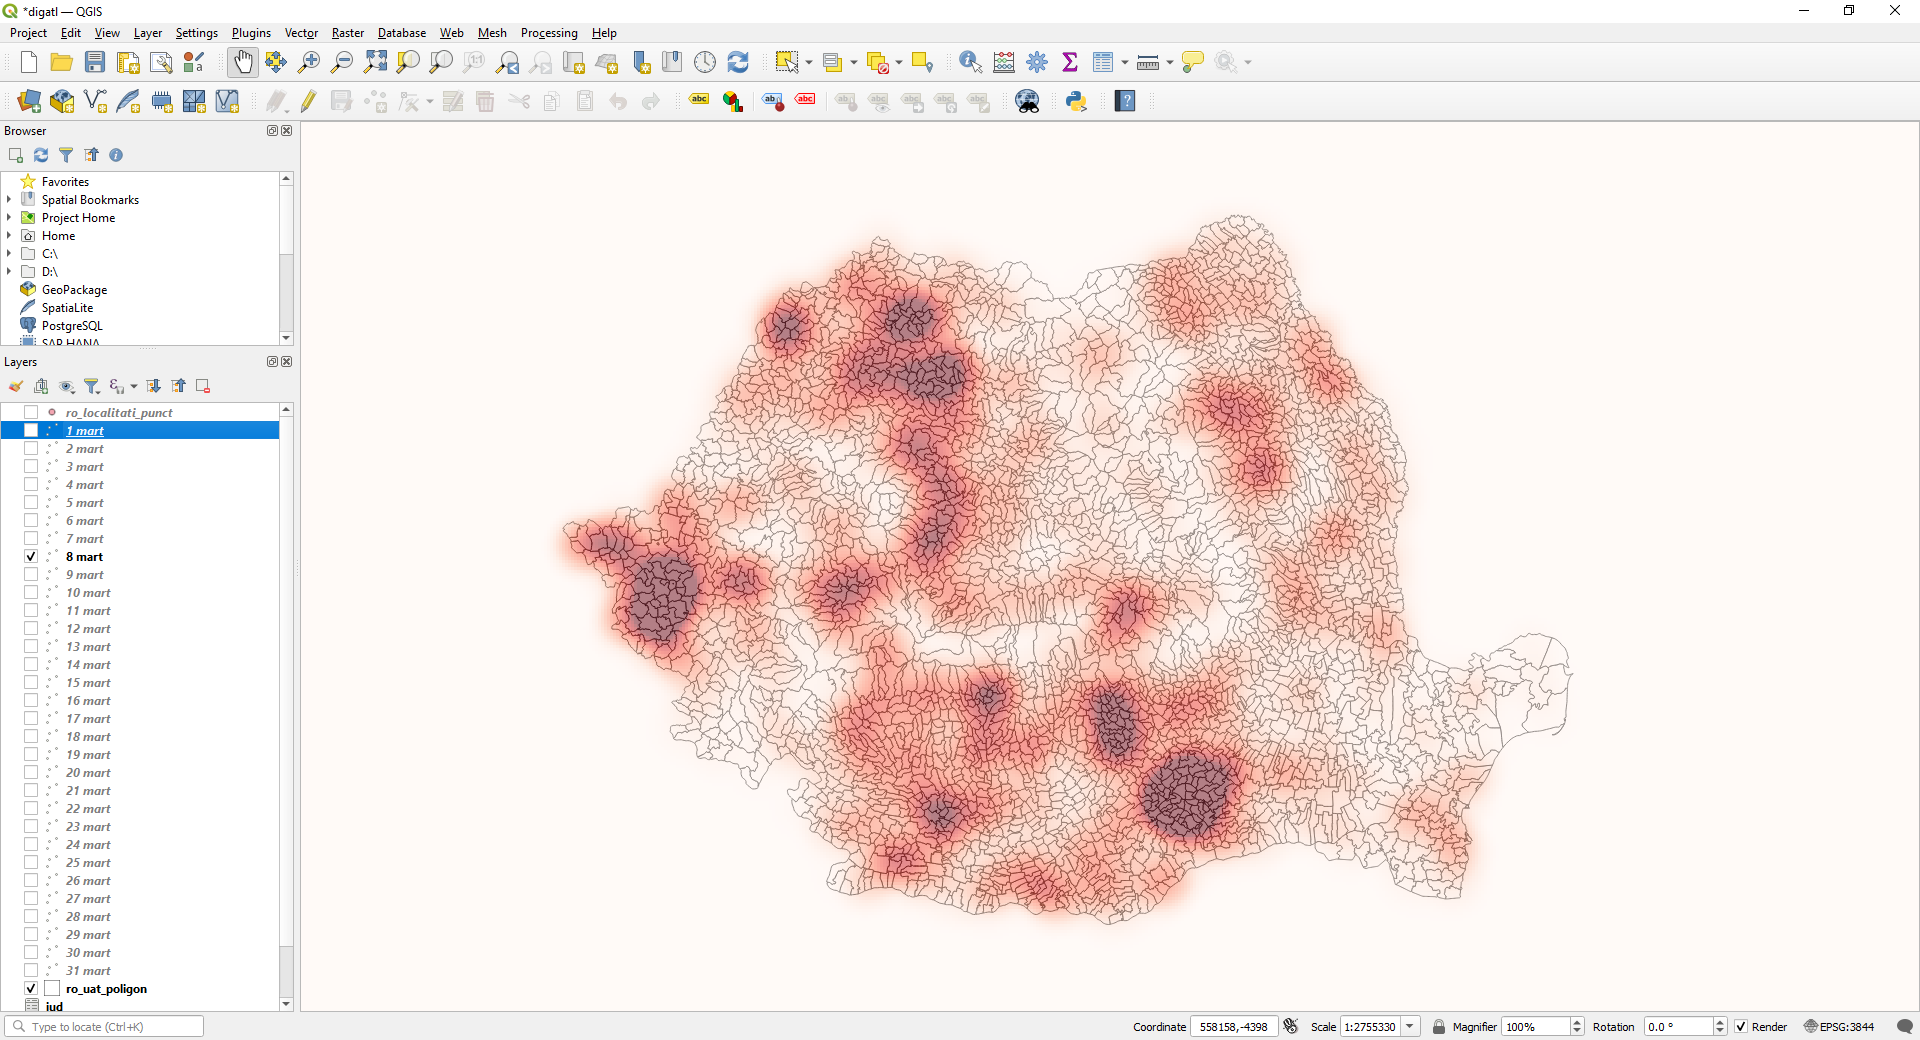 *digatl — QGIS
Project Edit View Layer Settings Plugins Vector Raster Database Web Mesh Processing Help
Browser
Favorites
Spatial Bookmarks
Project Home
Home
C:\
D:\
GeoPackage
SpatiaLite
PostgreSQL
SAP HANA
Layers
ro_localitati_punct
1 mart
2 mart
3 mart
4 mart
5 mart
6 mart
7 mart
8 mart
9 mart
10 mart
11 mart
12 mart
13 mart
14 mart
15 mart
16 mart
17 mart
18 mart
19 mart
20 mart
21 mart
22 mart
23 mart
24 mart
25 mart
26 mart
27 mart
28 mart
29 mart
30 mart
31 mart
ro_uat_poligon
iud
Type to locate (Ctrl+K)
Coordinate 558158,-4398 Scale 1:2755330 Magnifier 100% Rotation 0.0 ° Render EPSG:3844